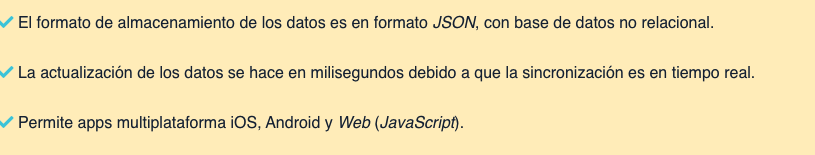 El formato de almacenamiento de los datos es en formato JSON, con base de datos no relacional.
La actualización de los datos se hace en milisegundos debido a que la sincronización es en tiempo real.
Permite apps multiplataforma iOS, Android y Web (JavaScript).